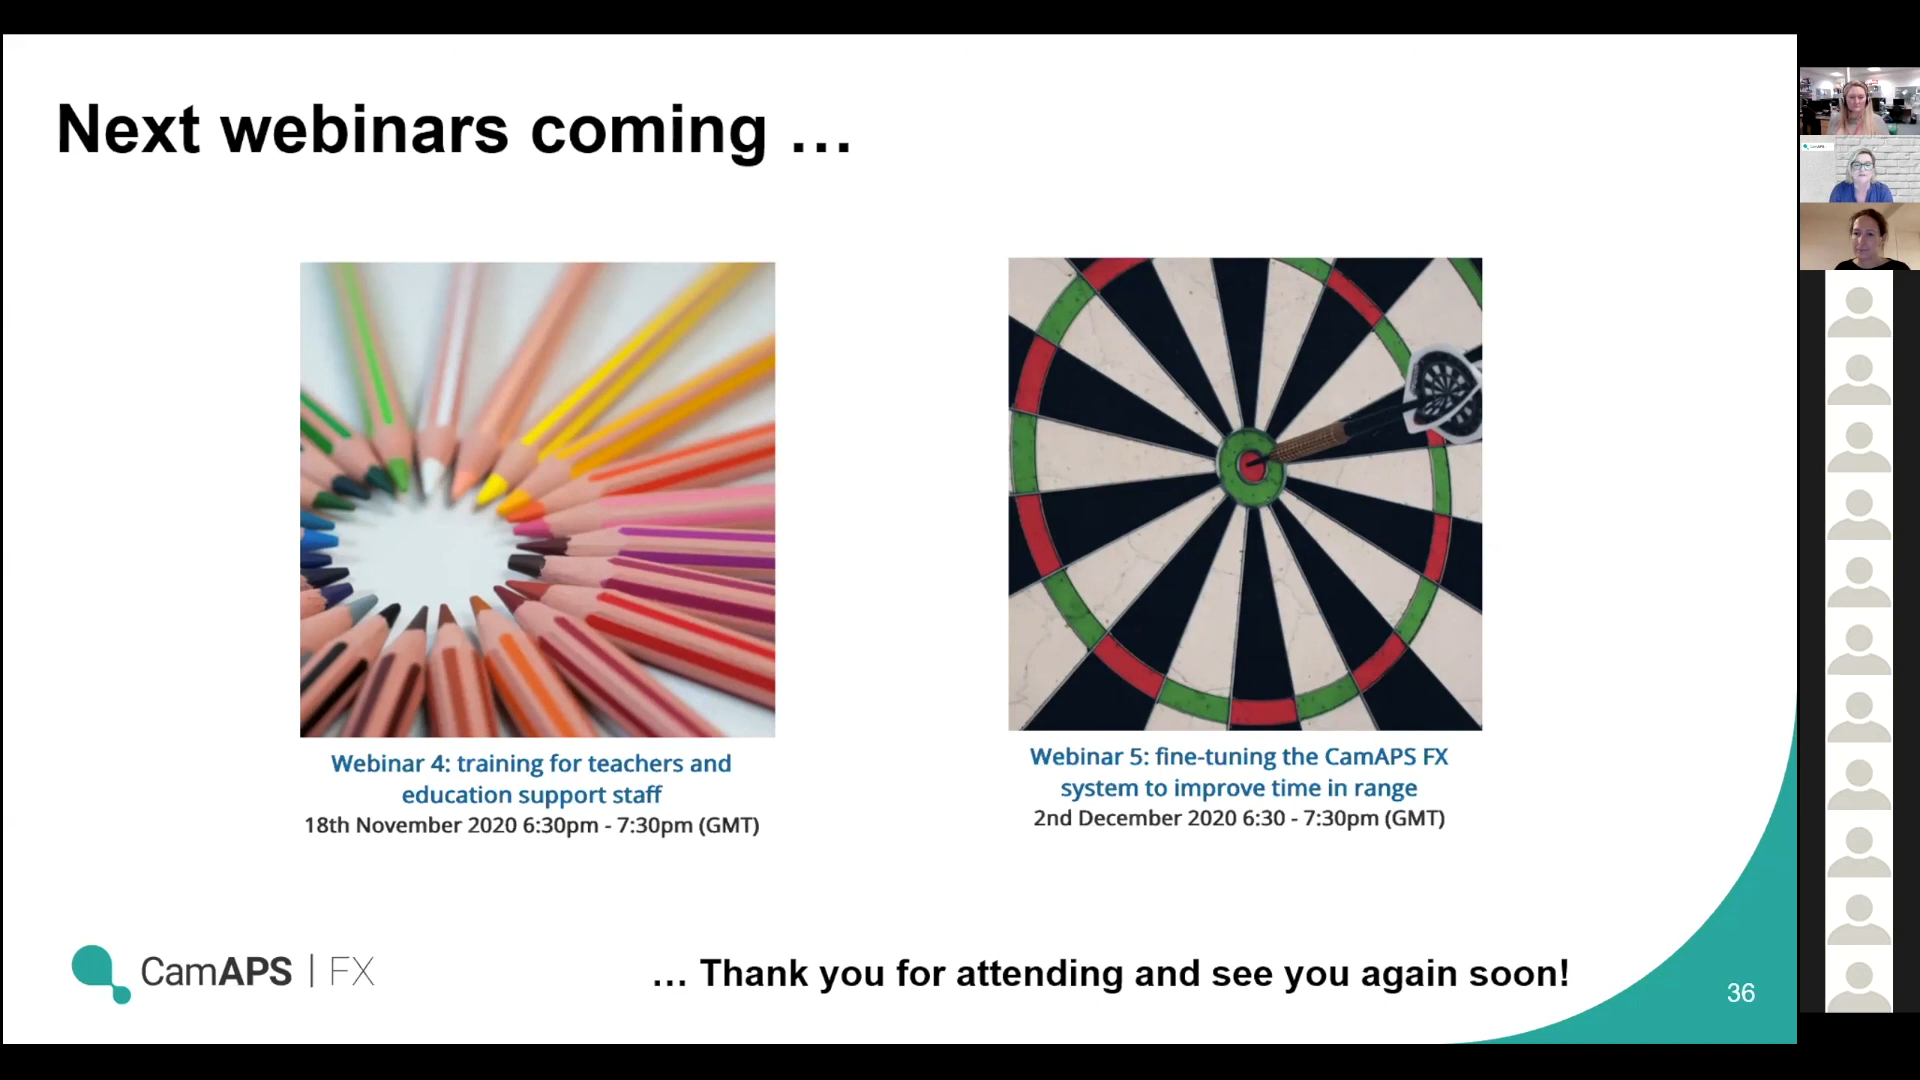 Next webinars coming …
Webinar 4: training for teachers and
education support staff
18th November 2020 6:30pm - 7:30pm (GMT)
Webinar 5: fine-tuning the CamAPS FX
system to improve time in range
2nd December 2020 6:30 - 7:30pm (GMT)
CamAPS | FX
… Thank you for attending and see you again soon!
36